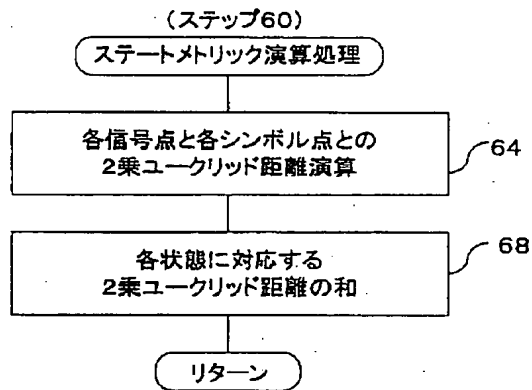 (ステップ60)
ステートメトリック演算処理
各信号点と各シンボル点との
2乗ユークリッド距離演算
64
各状態に対応する
2乗ユークリッド距離の和
68
リターン